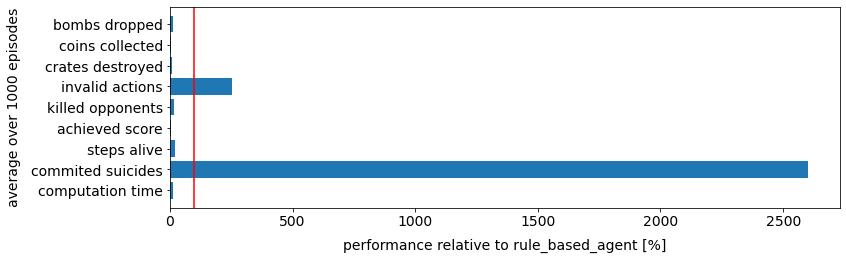 average over 1000 episodes
bombs dropped
coins collected
crates destroyed
invalid actions
killed opponents
achieved score
steps alive
commited suicides
computation time
0 500 1000 1500 2000 2500
performance relative to rule_based_agent [%]